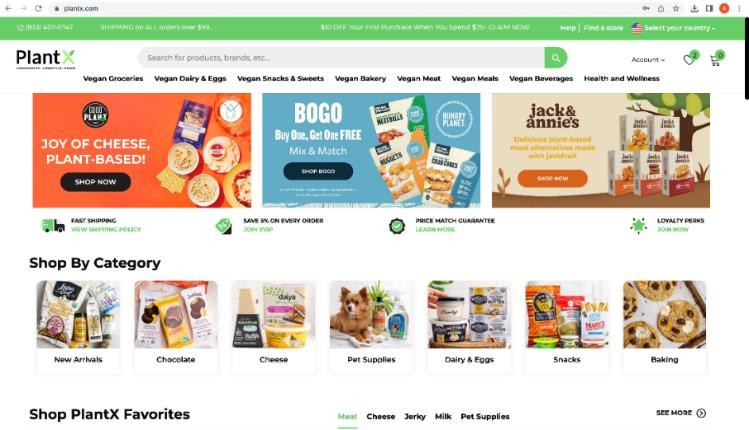 plantx.com
(833) 407-0747
SHIPPING on ALL orders over $99.
$10 OFF Your First Purchase When You Spend $75+ CLAIM NOW
Help | Find a store
Select your country
PlantX
Search for products, brands, etc...
Account
2
0
Vegan Groceries
Vegan Dairy & Eggs
Vegan Snacks & Sweets
Vegan Bakery
Vegan Meat
Vegan Meals
Vegan Beverages
Health and Wellness
GOOD
PLANeT
JOY OF CHEESE,
PLANT-BASED!
SHOP NOW
BOGO
Buy One, Get One FREE
Mix & Match
SHOP BOGO
HUNGRY
PLANET
MEATBALLS
NUGGETS
CRAB CAKES
jack&
annie's
Delicious plant-based
meat alternatives made
with jackfruit
SHOP NOW
FAST SHIPPING
VIEW SHIPPING POLICY
SAVE 5% ON EVERY ORDER
JOIN XVIP
PRICE MATCH GUARANTEE
LEARN MORE
LOYALTY PERKS
JOIN NOW
Shop By Category
daiya
New Arrivals
Chocolate
Cheese
Pet Supplies
Dairy & Eggs
Snacks
Baking
Shop PlantX Favorites
Meat
Cheese
Jerky
Milk
Pet Supplies
SEE MORE